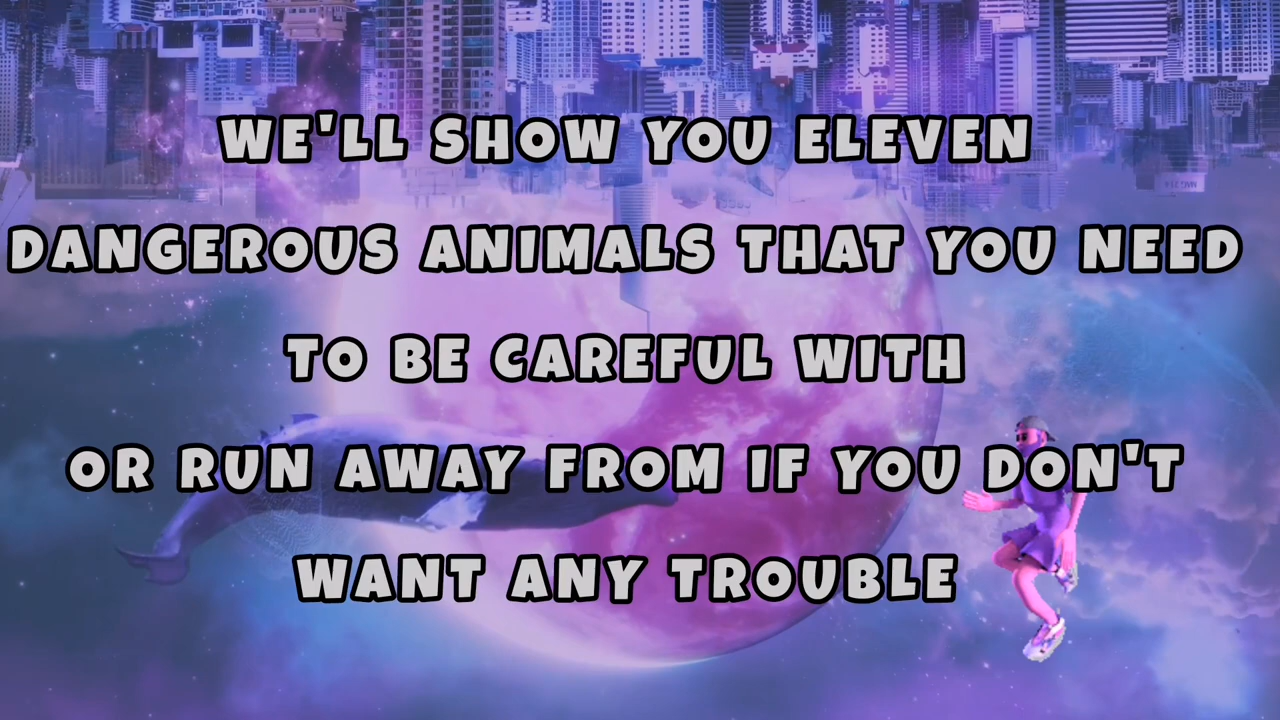 WE'LL SHOW YOU ELEVEN
DANGEROUS ANIMALS THAT YOU NEED
TO BE CAREFUL WITH
OR RUN AWAY FROM IF YOU DON'T
WANT ANY TROUBLE